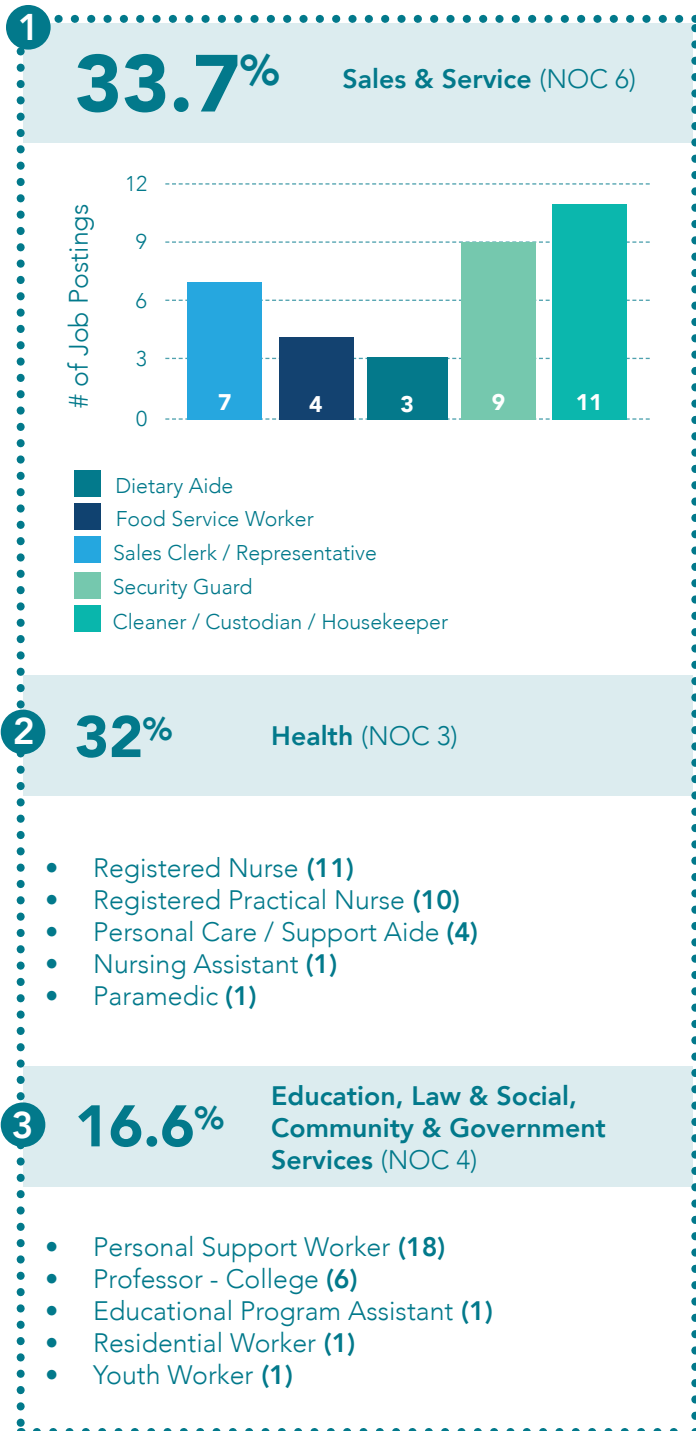 1
33.7% Sales & Service (NOC 6)
# of Job Postings
12
9
6
3
0
7 4 3 9 11
Dietary Aide
Food Service Worker
Sales Clerk / Representative
Security Guard
Cleaner / Custodian / Housekeeper
2
32% Health (NOC 3)
• Registered Nurse (11)
• Registered Practical Nurse (10)
• Personal Care / Support Aide (4)
• Nursing Assistant (1)
• Paramedic (1)
3
16.6%
Education, Law & Social,
Community & Government
Services (NOC 4)
• Personal Support Worker (18)
• Professor - College (6)
• Educational Program Assistant (1)
• Residential Worker (1)
• Youth Worker (1)